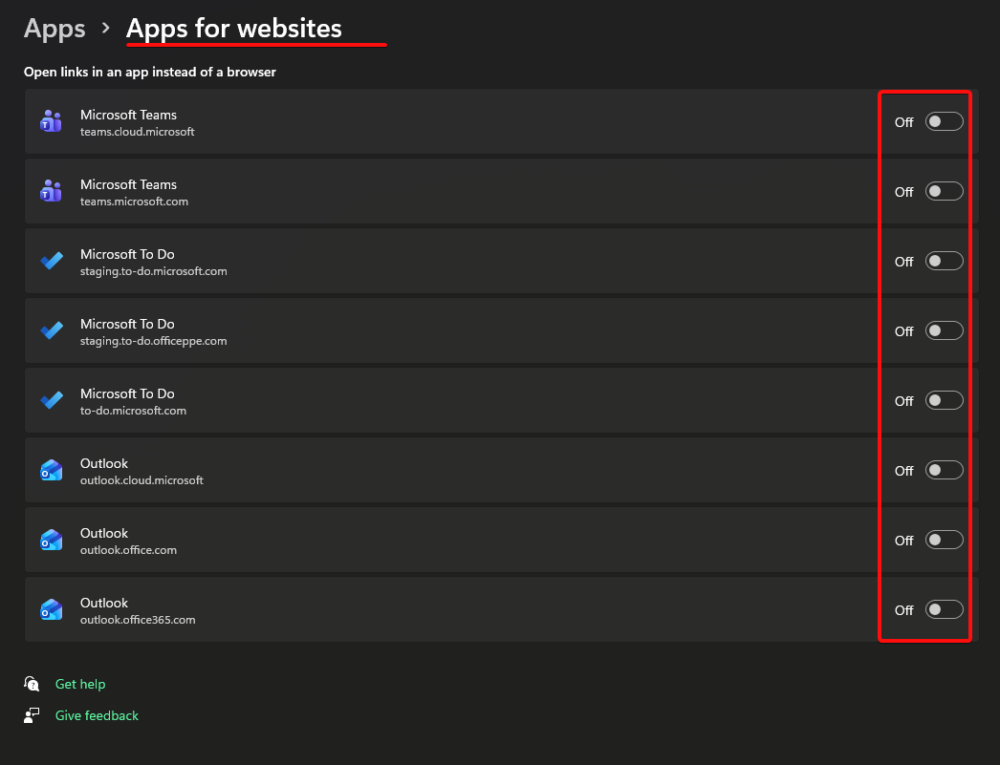 Apps > Apps for websites
Open links in an app instead of a browser
Microsoft Teams
teams.cloud.microsoft
Off
Microsoft Teams
teams.microsoft.com
Off
Microsoft To Do
staging.to-do.microsoft.com
Off
Microsoft To Do
staging.to-do.officeppe.com
Off
Microsoft To Do
to-do.microsoft.com
Off
Outlook
outlook.cloud.microsoft
Off
Outlook
outlook.office.com
Off
Outlook
outlook.office365.com
Off
Get help
Give feedback